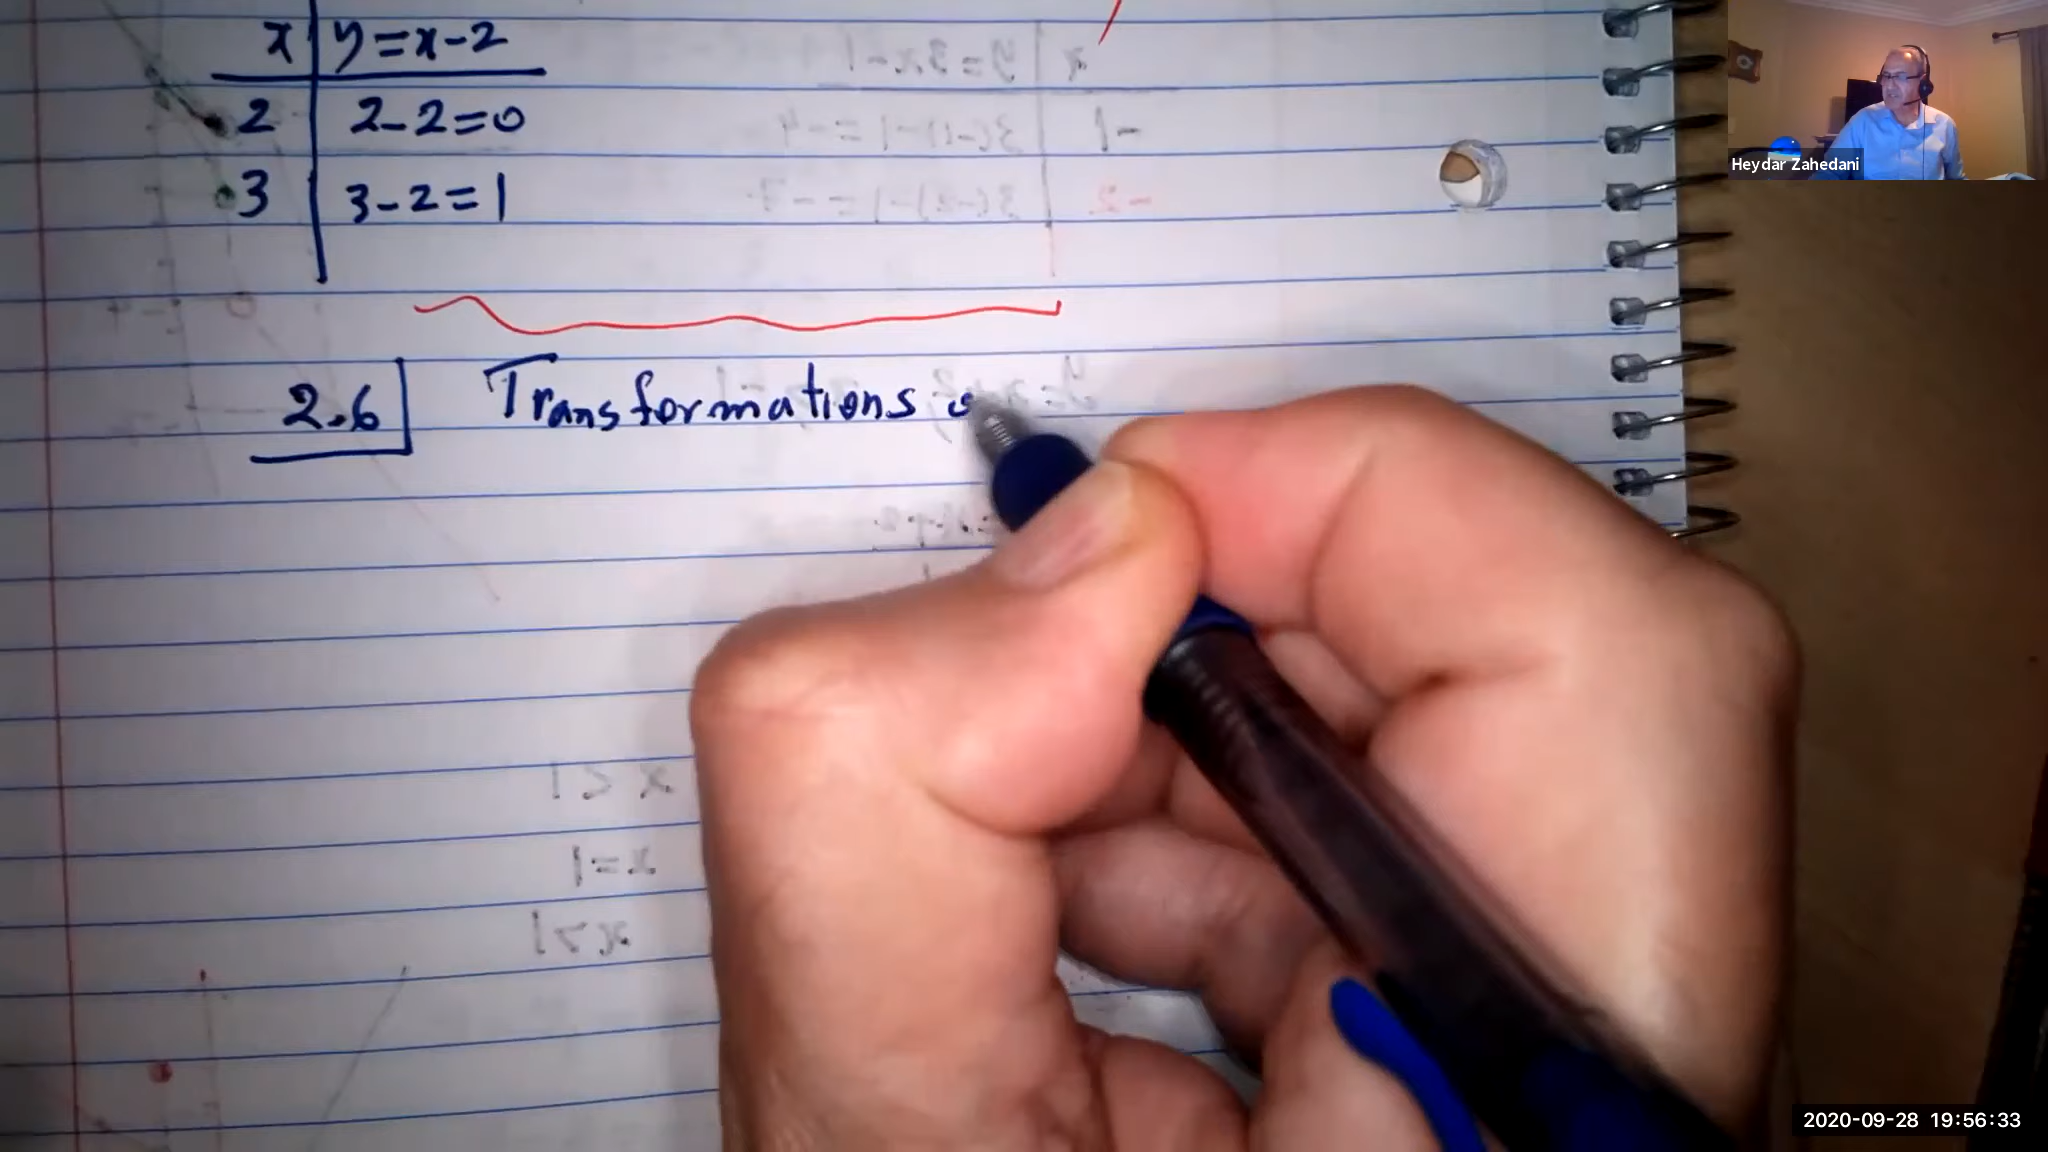 x y=x-2
2 2-2=0
3 3-2=1
2.6 Transformations
Heydar Zahedani
2020-09-28 19:56:33